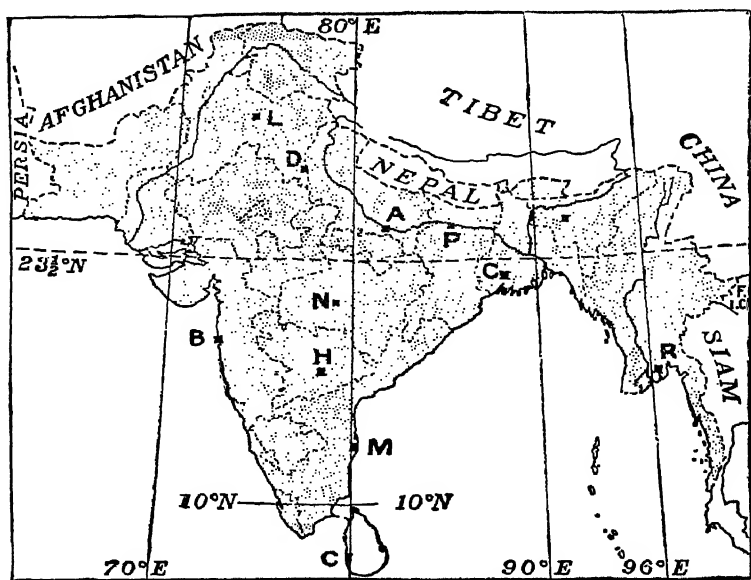 80°E
AFGHANISTAN
PERSIA
TIBET
CHINA
L
D
NEPAL
A
P
23½°N
C
N
B
H
R
SIAM
M
10°N
10°N
C
70°E
90°E
96°E